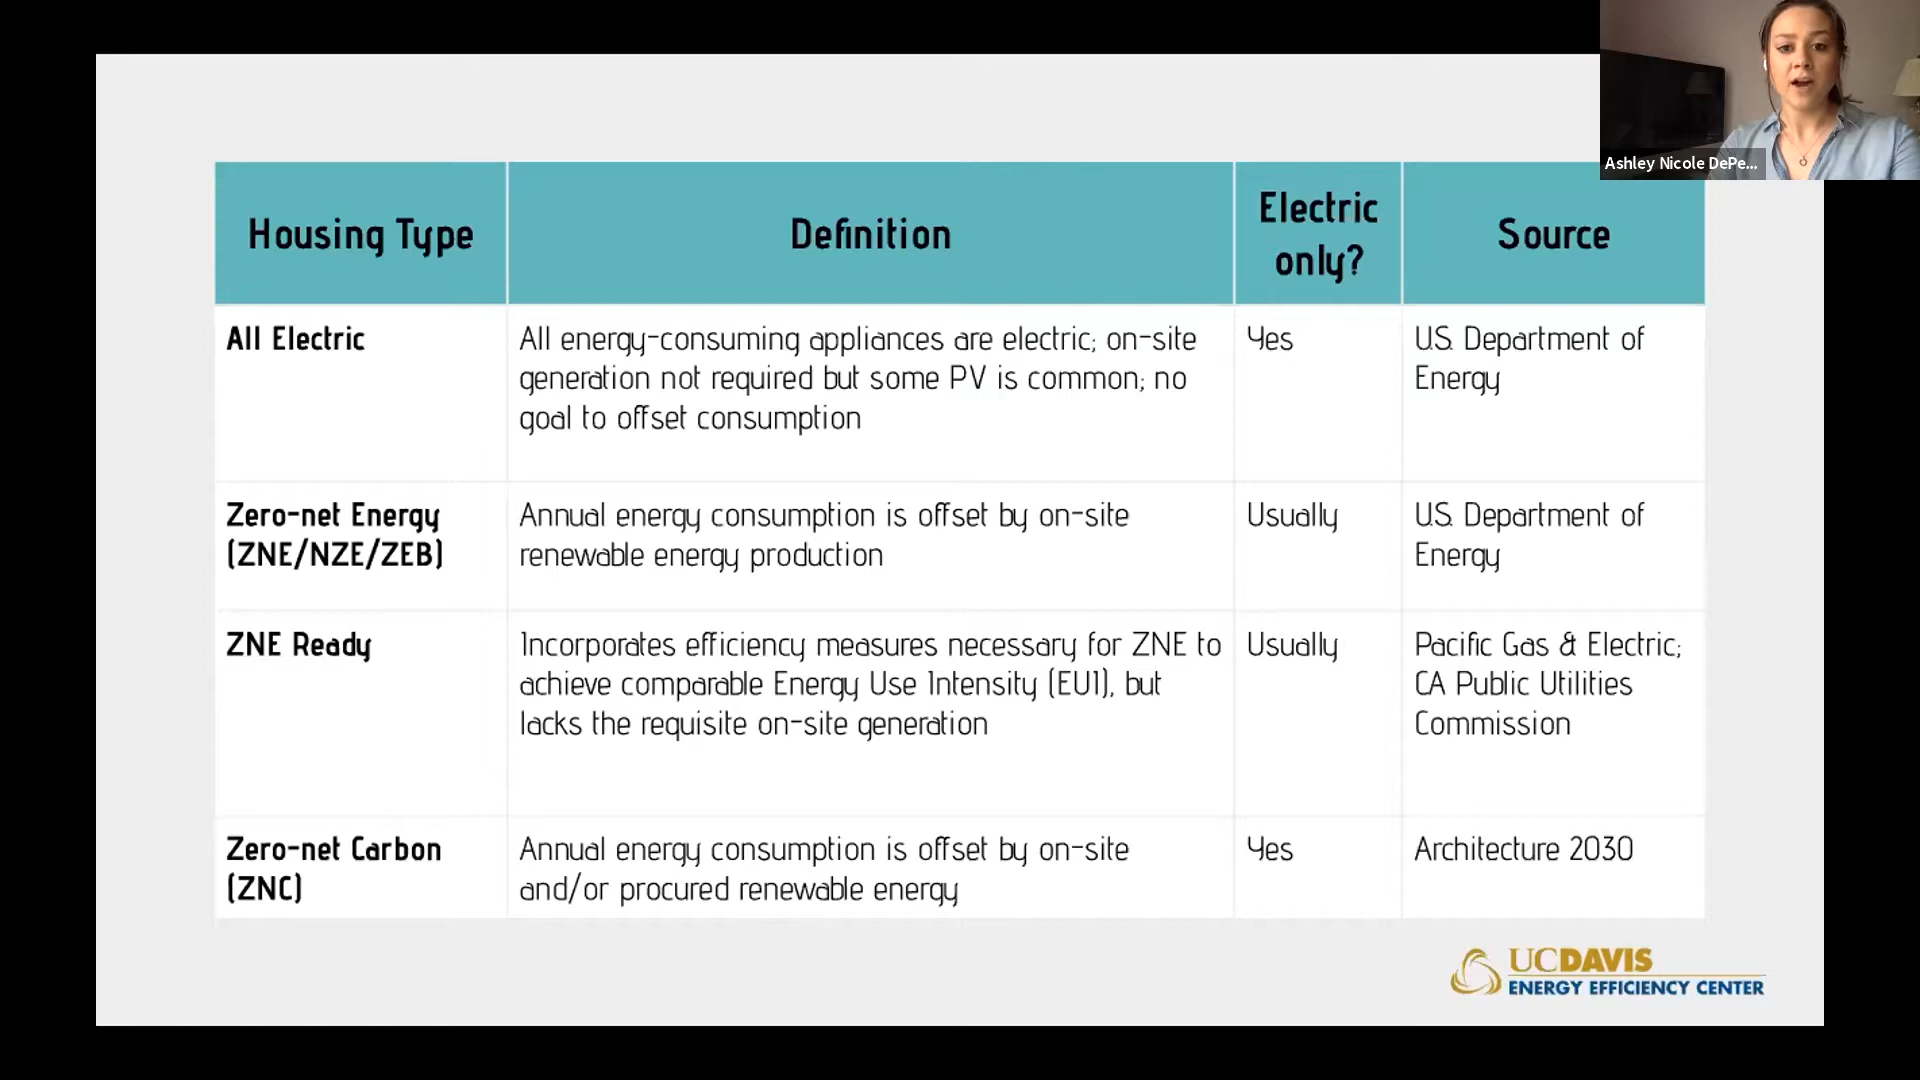 Ashley Nicole DePe...
Housing Type
Definition
Electric
only?
Source
All Electric
All energy-consuming appliances are electric; on-site
generation not required but some PV is common; no
goal to offset consumption
Yes
U.S. Department of
Energy
Zero-net Energy
(ZNE/NZE/ZEB)
Annual energy consumption is offset by on-site
renewable energy production
Usually
U.S. Department of
Energy
ZNE Ready
Incorporates efficiency measures necessary for ZNE to
achieve comparable Energy Use Intensity (EUI), but
lacks the requisite on-site generation
Usually
Pacific Gas & Electric;
CA Public Utilities
Commission
Zero-net Carbon
(ZNC)
Annual energy consumption is offset by on-site
and/or procured renewable energy
Yes
Architecture 2030
UCDAVIS
ENERGY EFFICIENCY CENTER